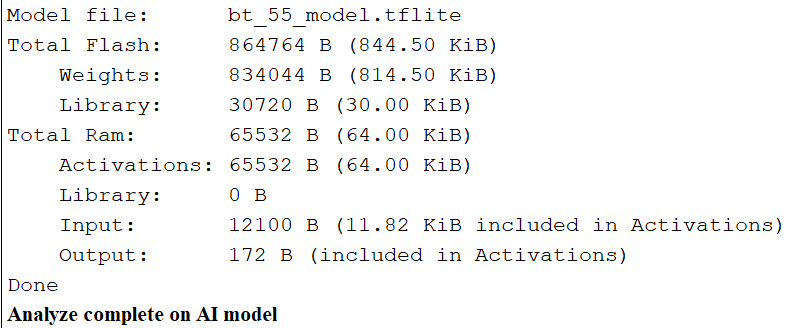 Model file: bt_55_model.tflite
Total Flash: 864764 B (844.50 KiB)
Weights: 834044 B (814.50 KiB)
Library: 30720 B (30.00 KiB)
Total Ram: 65532 B (64.00 KiB)
Activations: 65532 B (64.00 KiB)
Library: 0 B
Input: 12100 B (11.82 KiB included in Activations)
Output: 172 B (included in Activations)
Done
Analyze complete on AI model